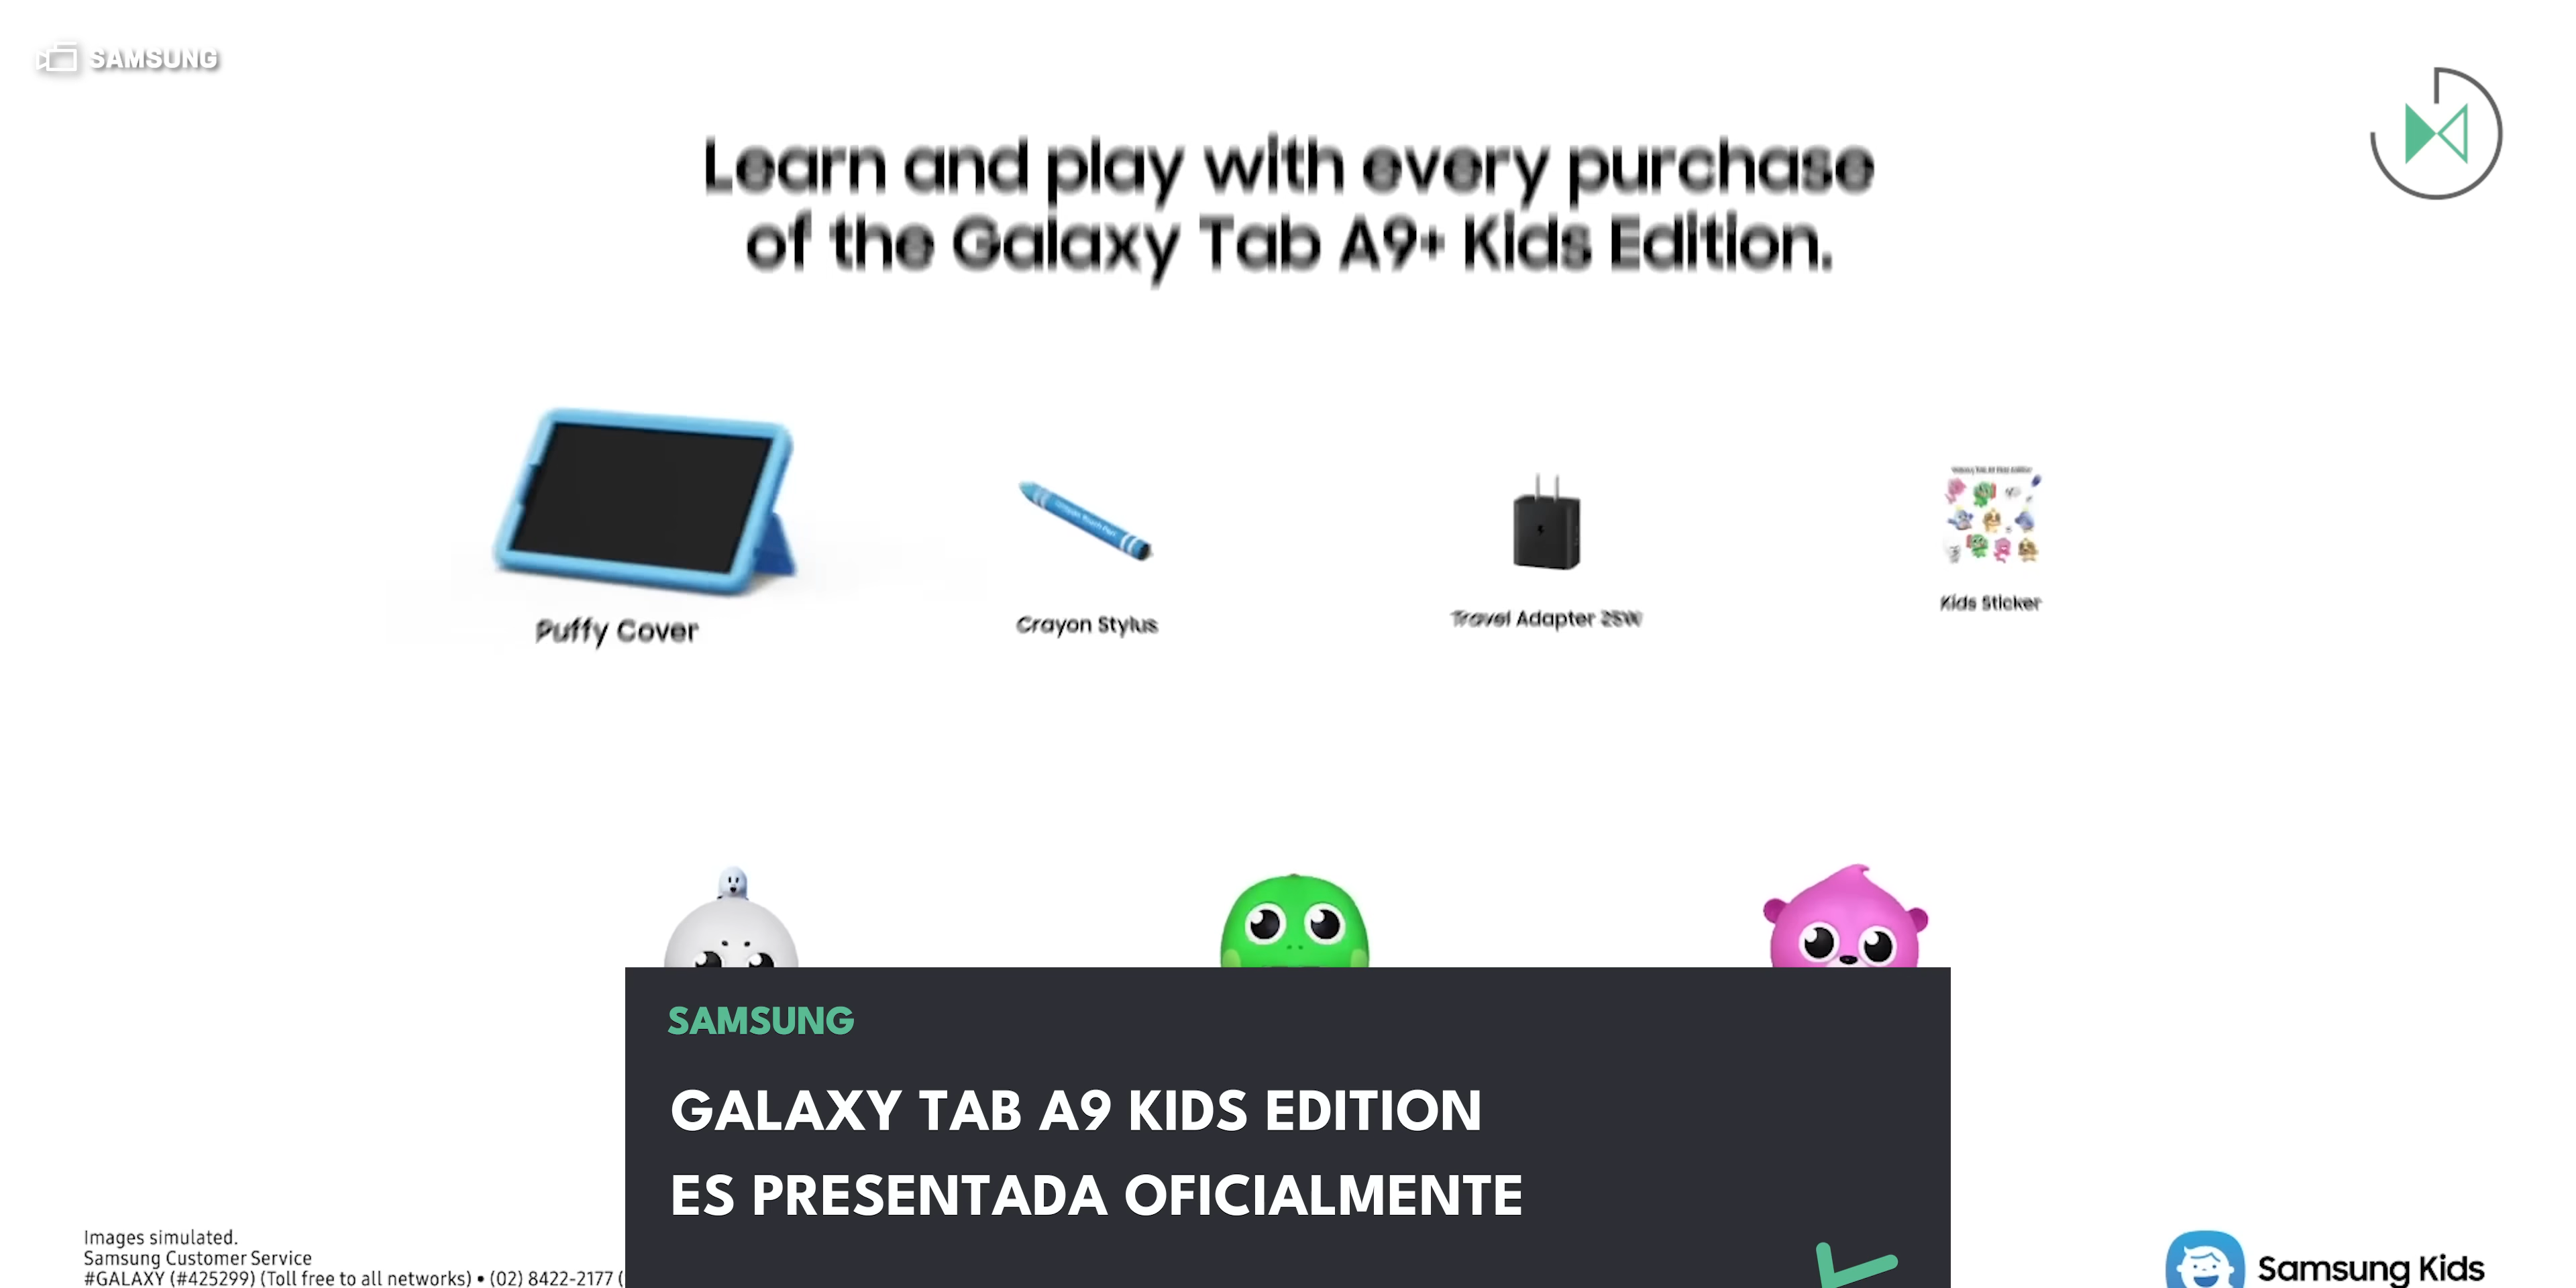 SAMSUNG
Learn and play with every purchase
of the Galaxy Tab A9+ Kids Edition.
Puffy Cover
Crayon Stylus
Travel Adapter 25W
Kids Sticker
SAMSUNG
GALAXY TAB A9 KIDS EDITION
ES PRESENTADA OFICIALMENTE
Images simulated.
Samsung Customer Service
#GALAXY (#425299) (Toll free to all networks) • (02) 8422-2177 (
Samsung Kids